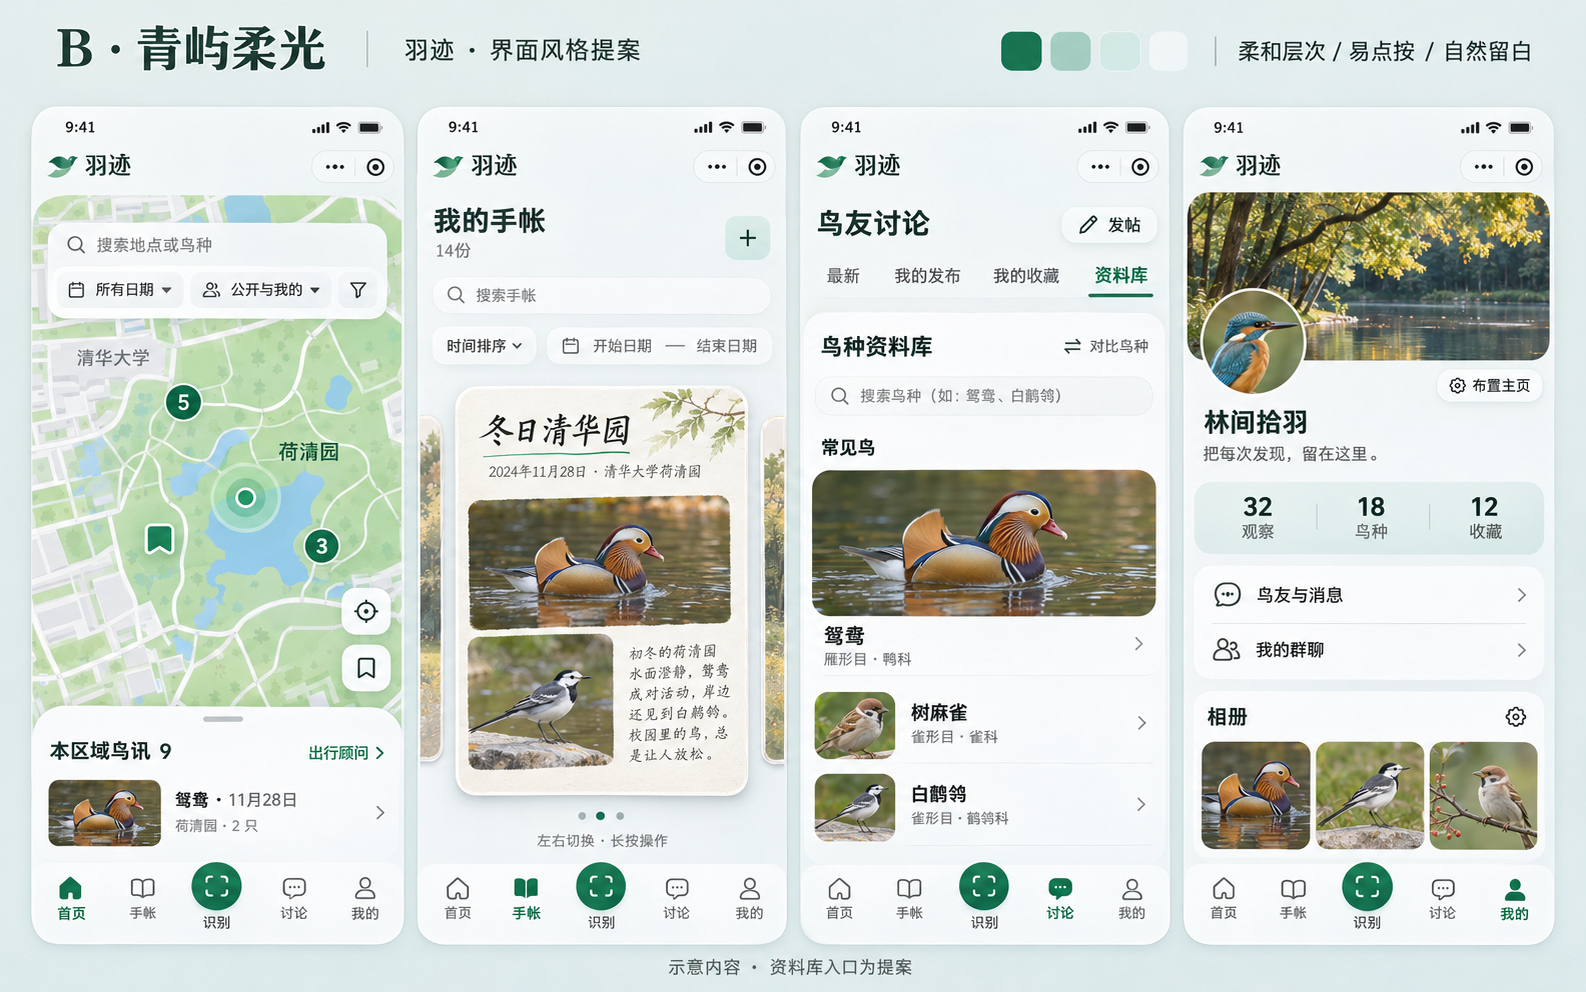 B · 青屿柔光
羽迹 · 界面风格提案
柔和层次 / 易点按 / 自然留白
9:41
羽迹
搜索地点或鸟种
所有日期
公开与我的
清华大学
5
荷清园
3
本区域鸟讯 9
出行顾问
鸳鸯 · 11月28日
荷清园 · 2 只
首页
手帐
识别
讨论
我的
9:41
羽迹
我的手帐
14份
搜索手帐
时间排序
开始日期 — 结束日期
冬日清华园
2024年11月28日 · 清华大学荷清园
初冬的荷清园
水面澄静，鸳鸯
成对活动，岸边
还见到白鹡鸰。
校园里的鸟，总
是让人放松。
左右切换 · 长按操作
首页
手帐
识别
讨论
我的
9:41
羽迹
鸟友讨论
发帖
最新
我的发布
我的收藏
资料库
鸟种资料库
对比鸟种
搜索鸟种（如：鸳鸯、白鹡鸰）
常见鸟
鸳鸯
雁形目 · 鸭科
树麻雀
雀形目 · 雀科
白鹡鸰
雀形目 · 鹡鸰科
首页
手帐
识别
讨论
我的
9:41
羽迹
布置主页
林间拾羽
把每次发现，留在这里。
32
观察
18
鸟种
12
收藏
鸟友与消息
我的群聊
相册
首页
手帐
识别
讨论
我的
示意内容 · 资料库入口为提案